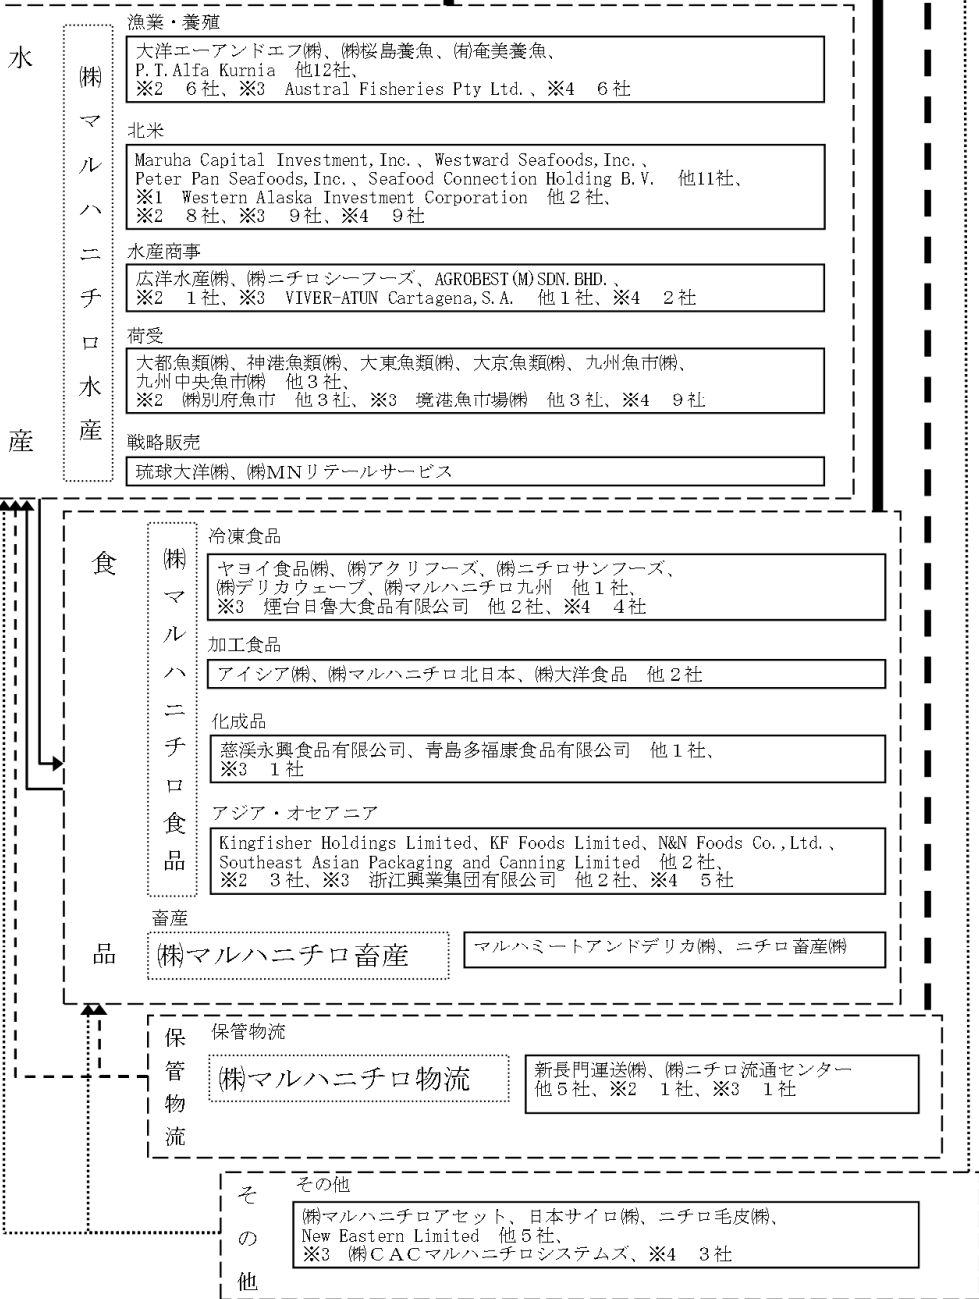 水産
㈱マルハニチロ水産
漁業・養殖
大洋エーアンドエフ㈱、㈱桜島養魚、㈲奄美養魚、
P.T.Alfa Kurnia　他12社、
※2　６社、※3　Austral Fisheries Pty Ltd.、※4　６社
北米
Maruha Capital Investment,Inc.、Westward Seafoods,Inc.、
Peter Pan Seafoods,Inc.、Seafood Connection Holding B.V.　他11社、
※1　Western Alaska Investment Corporation　他２社、
※2　８社、※3　９社、※4　９社
水産商事
広洋水産㈱、㈱ニチロシーフーズ、AGROBEST(M)SDN.BHD.、
※2　１社、※3　VIVER-ATUN Cartagena,S.A.　他１社、※4　２社
荷受
大都魚類㈱、神港魚類㈱、大東魚類㈱、大京魚類㈱、九州魚市㈱、
九州中央魚市㈱　他３社、
※2　㈱別府魚市　他３社、※3　境港魚市場㈱　他３社、※4　９社
戦略販売
琉球大洋㈱、㈱ＭＮリテールサービス
食品
㈱マルハニチロ食品
冷凍食品
ヤヨイ食品㈱、㈱アクリフーズ、㈱ニチロサンフーズ、
㈱デリカウェーブ、㈱マルハニチロ九州　他１社、
※3　煙台日魯大食品有限公司　他２社、※4　４社
加工食品
アイシア㈱、㈱マルハニチロ北日本、㈱大洋食品　他２社
化成品
慈渓永興食品有限公司、青島多福康食品有限公司　他１社、
※3　１社
アジア・オセアニア
Kingfisher Holdings Limited、KF Foods Limited、N&N Foods Co.,Ltd.、
Southeast Asian Packaging and Canning Limited　他２社、
※2　３社、※3　浙江興業集団有限公司　他２社、※4　５社
畜産
㈱マルハニチロ畜産
マルハミートアンドデリカ㈱、ニチロ畜産㈱
保管物流
保管物流
㈱マルハニチロ物流
新長門運送㈱、㈱ニチロ流通センター
他５社、※2　１社、※3　１社
その他
その他
㈱マルハニチロアセット、日本サイロ㈱、ニチロ毛皮㈱、
New Eastern Limited　他５社、
※3　㈱ＣＡＣマルハニチロシステムズ、※4　３社